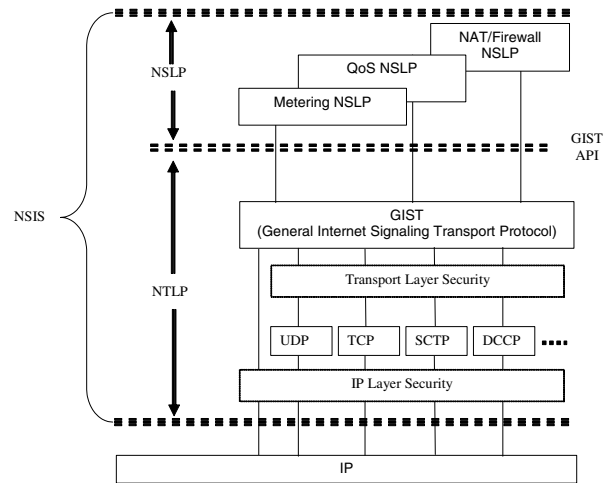 NAT/Firewall
NSLP
QoS NSLP
Metering NSLP
NSLP
GIST
API
NSIS
GIST
(General Internet Signaling Transport Protocol)
NTLP
Transport Layer Security
UDP
TCP
SCTP
DCCP
IP Layer Security
IP